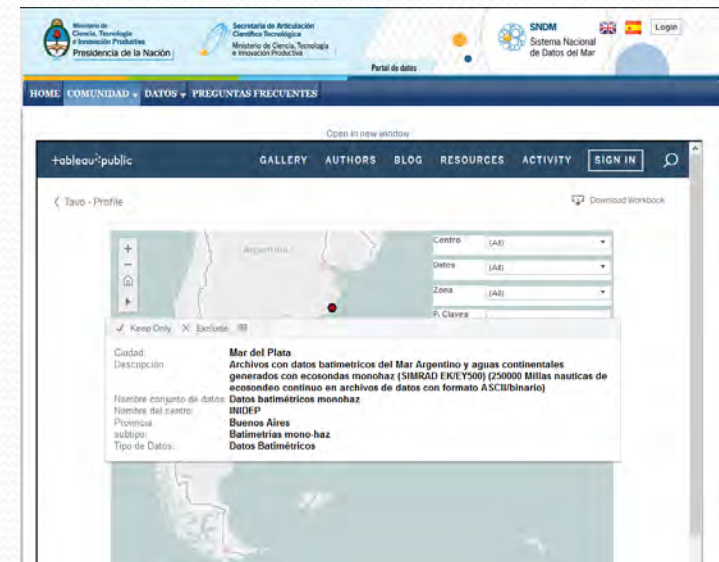 Ministerio de
Ciencia, Tecnología
e Innovación Productiva
Presidencia de la Nación
Secretaría de Articulación
Científico Tecnológica
Ministerio de Ciencia, Tecnología
e Innovación Productiva
Portal de datos
SNDM
Sistema Nacional
de Datos del Mar
Login
HOME COMUNIDAD DATOS PREGUNTAS FRECUENTES
Open in new window
+ableau public GALLERY AUTHORS BLOG RESOURCES ACTIVITY SIGN IN
Tavo - Profile
Download Workbook
Argentina
Centro (All)
Datos (All)
Zona (All)
P. Claves
Keep Only Exclude
Ciudad: Mar del Plata
Descripción: Archivos con datos batimetricos del Mar Argentino y aguas continentales
generados con ecosondas monohaz (SIMRAD EK/EY500) (250000 Millas nauticas de
ecosondeo continuo en archivos de datos con formato ASCII/binario)
Nombre conjunto de datos: Datos batimétricos monohaz
Nombre del centro: INIDEP
Provincia: Buenos Aires
subtipo: Batimetrías mono-haz
Tipo de Datos: Datos Batimétricos